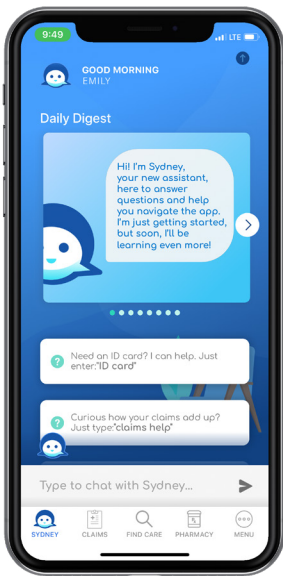 9:49
LTE
GOOD MORNING
EMILY
Daily Digest
Hi! I'm Sydney,
your new assistant,
here to answer
questions and help
you navigate the app.
I'm just getting started,
but soon, I'll be
learning even more!
? Need an ID card? I can help. Just
enter:"ID card"
? Curious how your claims add up?
Just type:"claims help"
Type to chat with Sydney...
SYDNEY
CLAIMS
FIND CARE
PHARMACY
MENU